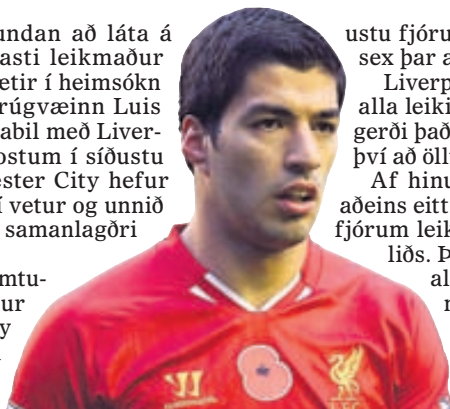 undan að láta á
asti leikmaður
ætir í heimsókn
rúgvæinn Luis
abil með Liver-
ostum í síðustu
ester City hefur
í vetur og unnið
samanlagðri
mtu-
ur
y
ustu fjóru
sex þar a
Liverp
alla leiki
gerði það
því að öll
Af hinu
aðeins eitt
fjórum leik
liðs. Þ
al